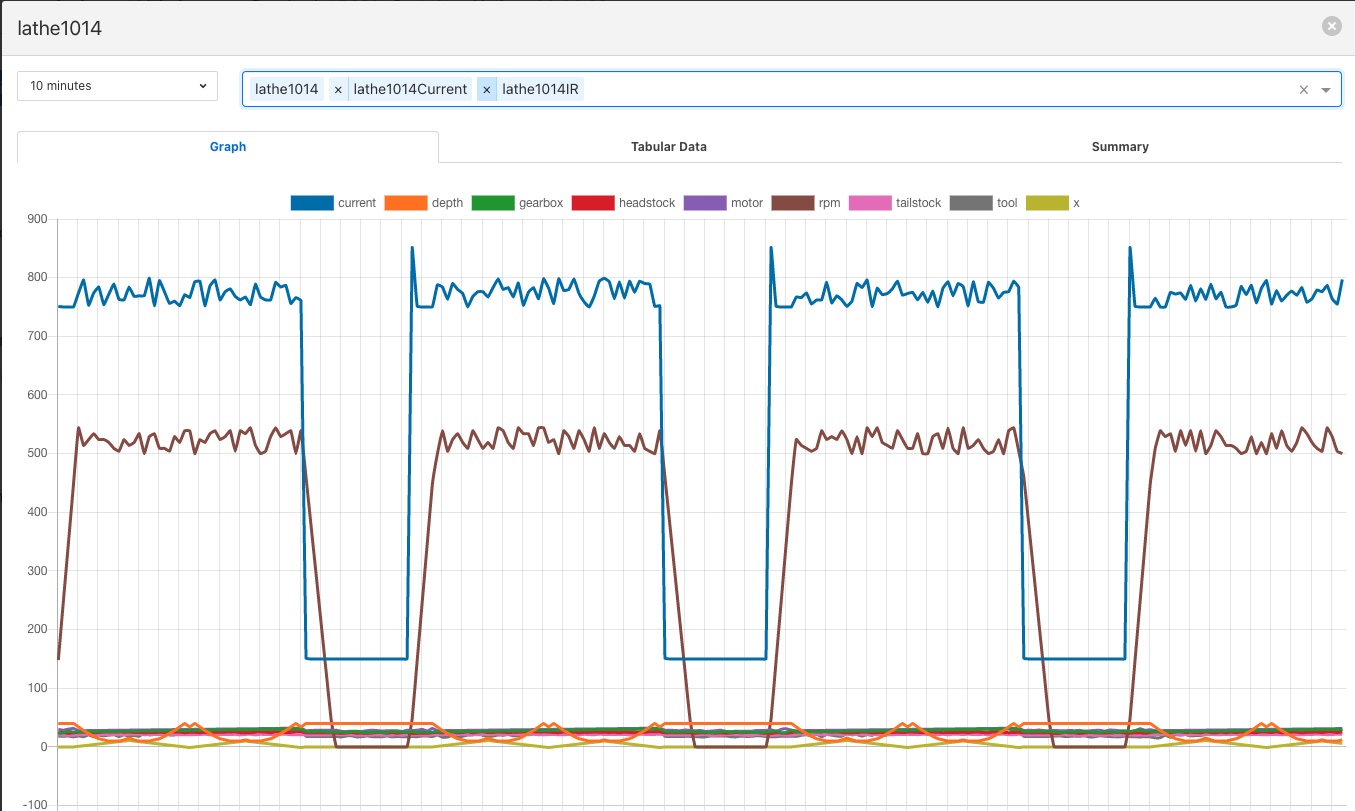 lathe1014
10 minutes
lathe1014 × lathe1014Current × lathe1014IR
Graph Tabular Data Summary
current depth gearbox headstock motor rpm tailstock tool x
900
800
700
600
500
400
300
200
100
0
-100